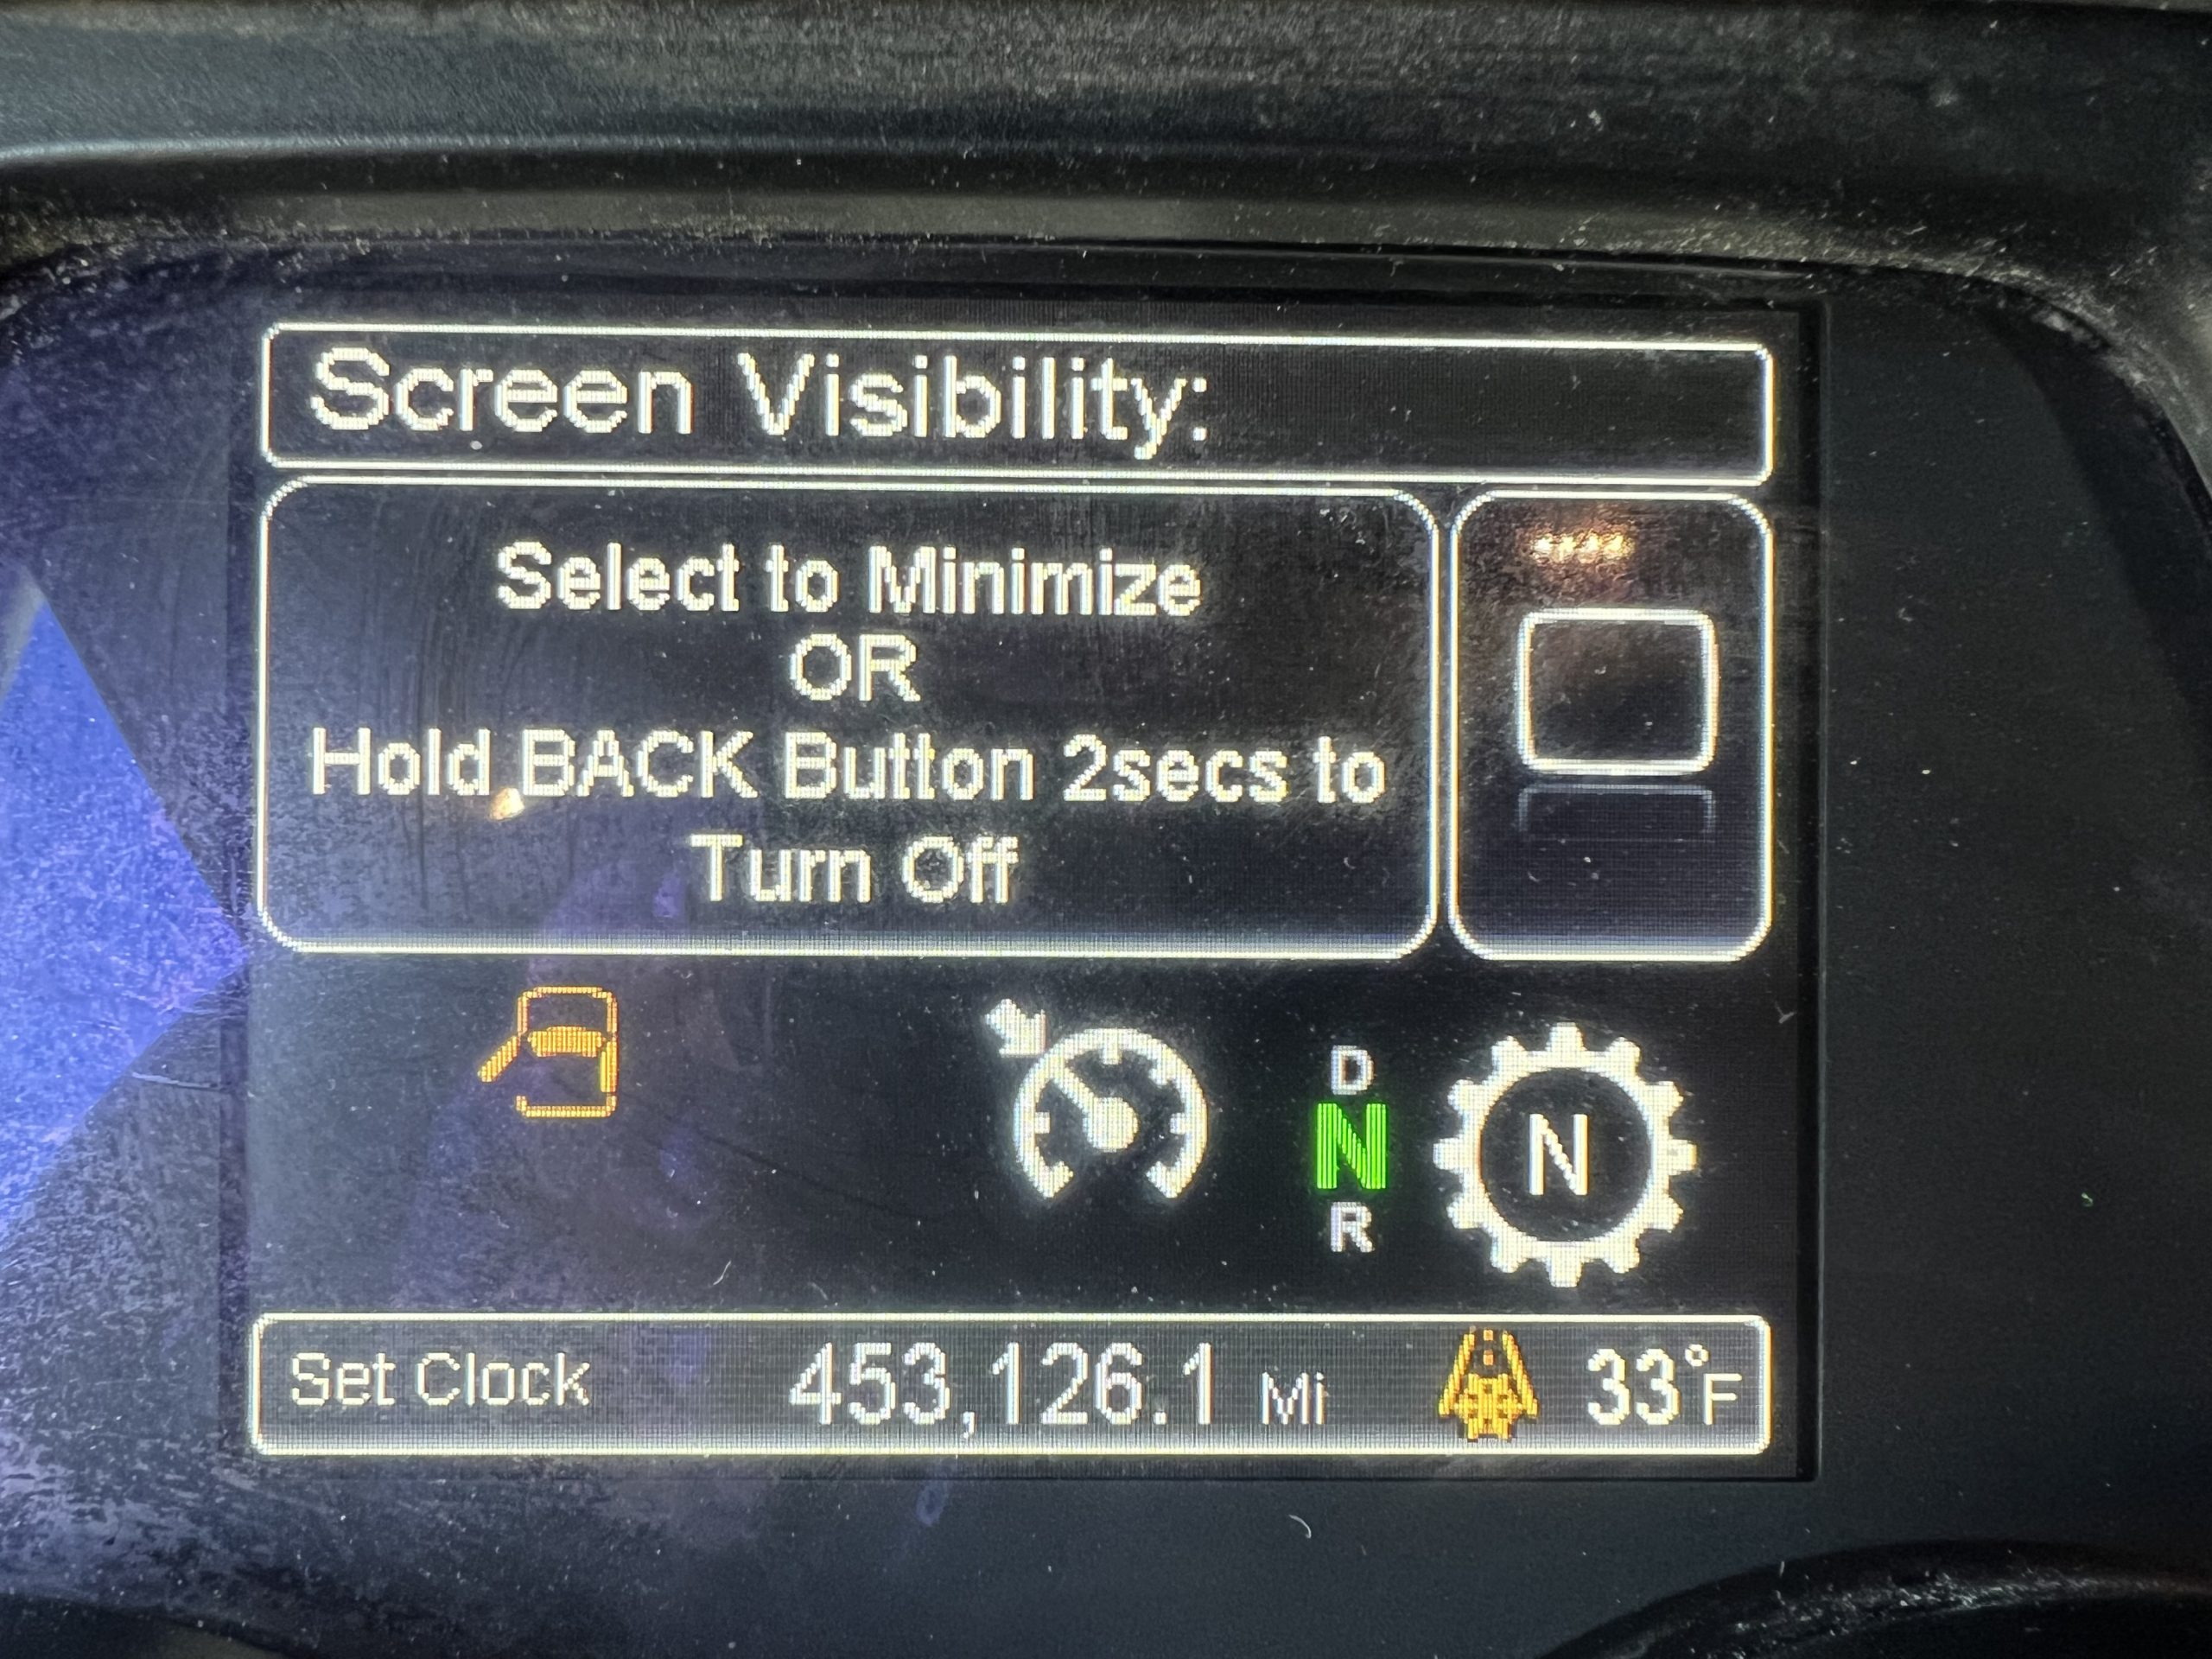 Screen Visibility:
Select to Minimize
OR
Hold BACK Button 2secs to
Turn Off
D
N
R
N
Set Clock 453,126.1 Mi 33°F